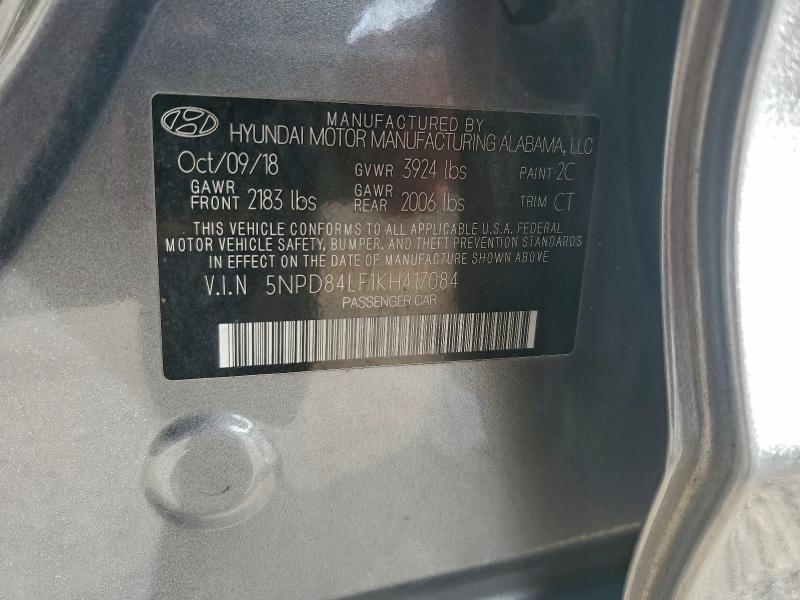 MANUFACTURED BY
HYUNDAI MOTOR MANUFACTURING ALABAMA, LLC
Oct/09/18 GVWR 3924 lbs PAINT 2C
GAWR FRONT 2183 lbs GAWR REAR 2006 lbs TRIM CT
THIS VEHICLE CONFORMS TO ALL APPLICABLE U.S.A. FEDERAL
MOTOR VEHICLE SAFETY, BUMPER, AND THEFT PREVENTION STANDARDS
IN EFFECT ON THE DATE OF MANUFACTURE SHOWN ABOVE
V.I.N 5NPD84LF1KH417084
PASSENGER CAR